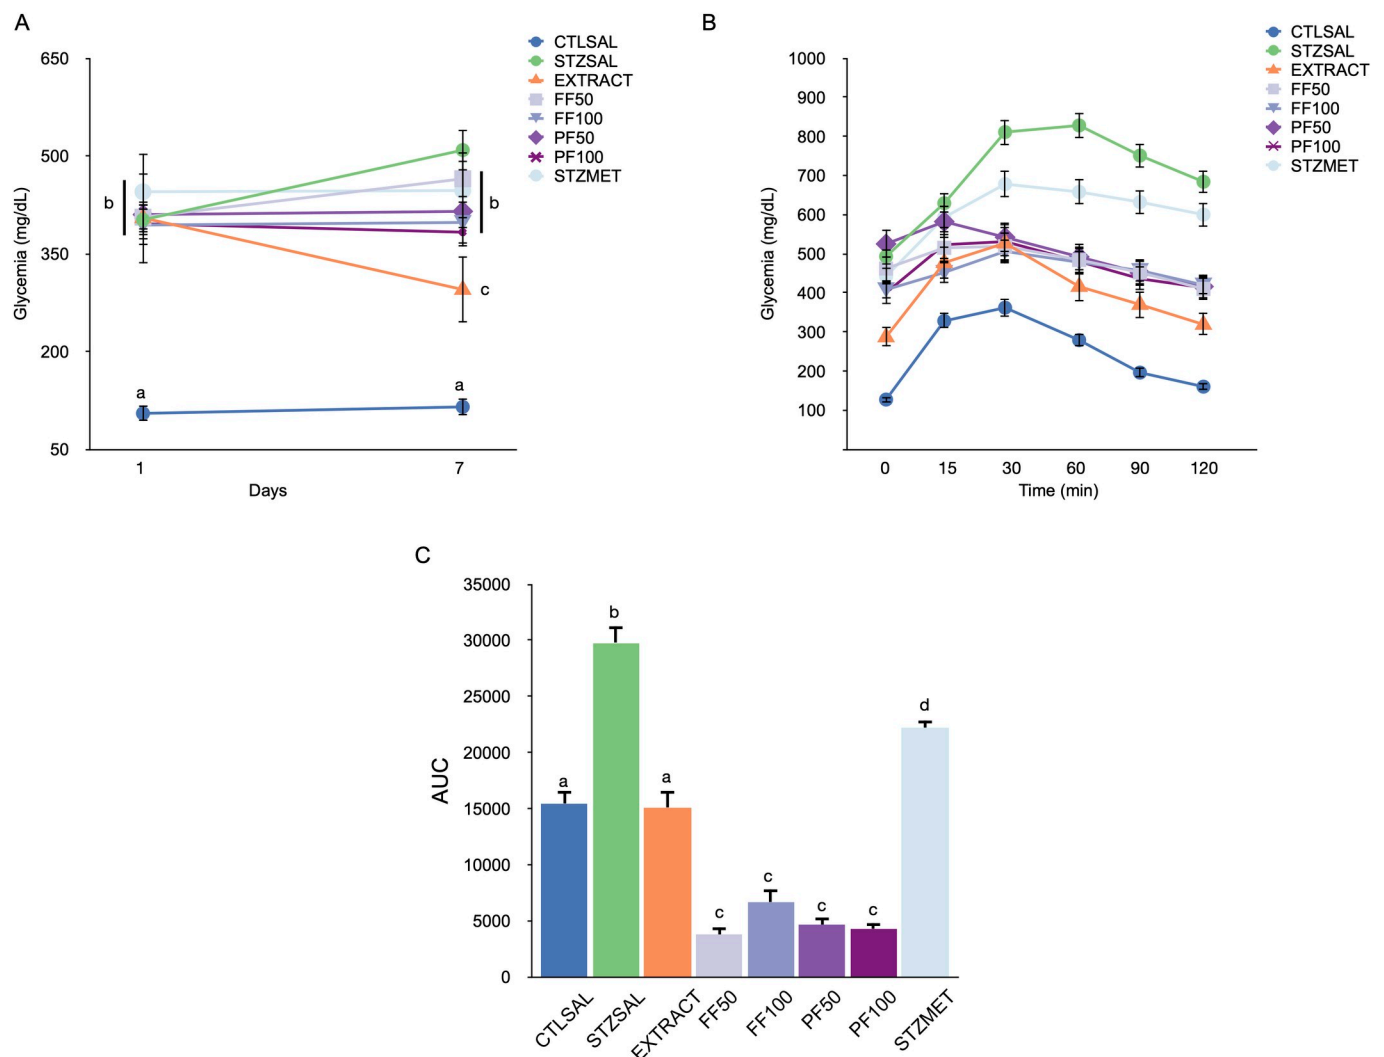 A
650
500
350
200
50
Glycemia (mg/dL)
1
7
Days
b
a
a
b
c
CTLSAL
STZSAL
EXTRACT
FF50
FF100
PF50
PF100
STZMET
B
1000
900
800
700
600
500
400
300
200
100
Glycemia (mg/dL)
0 15 30 60 90 120
Time (min)
CTLSAL
STZSAL
EXTRACT
FF50
FF100
PF50
PF100
STZMET
C
35000
30000
25000
20000
15000
10000
5000
0
AUC
a
b
a
c
c
c
c
d
CTLSAL
STZSAL
EXTRACT
FF50
FF100
PF50
PF100
STZMET